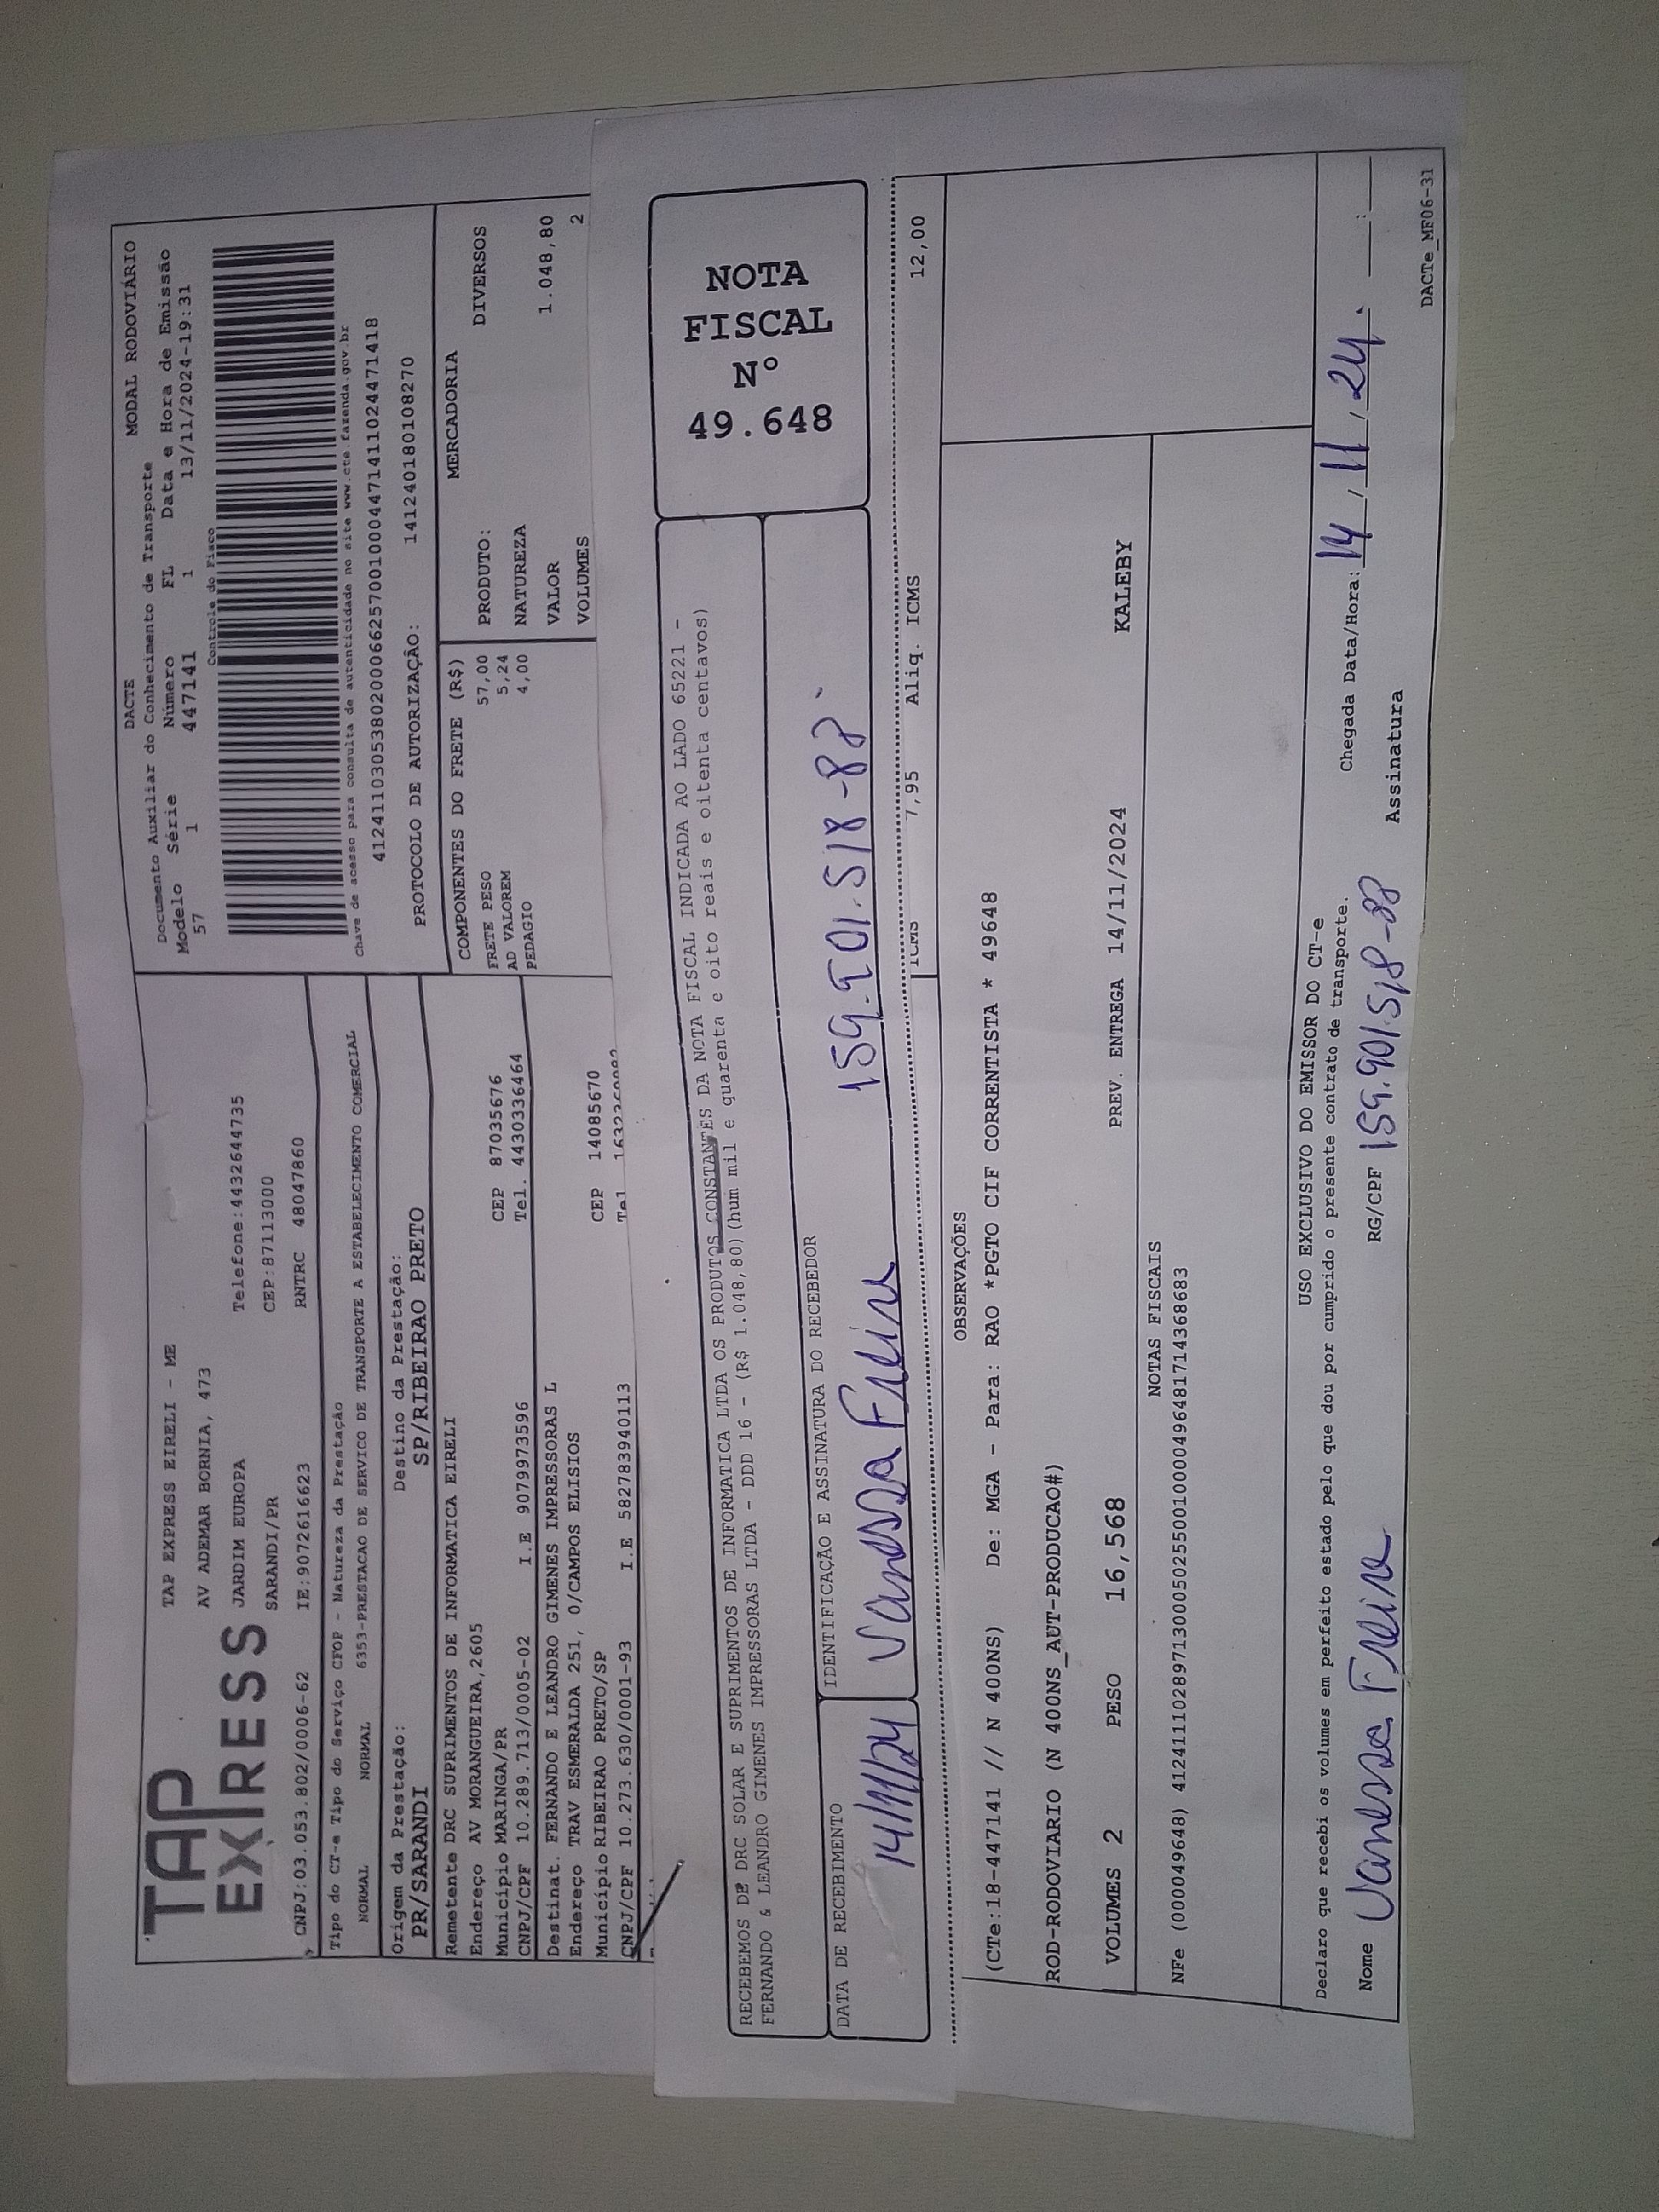 TAP
EXPRESS
TAP EXPRESS EIRELI - ME
AV ADEMAR BORNIA, 473
JARDIM EUROPA Telefone:4432644735
SARANDI/PR CEP:87113000
CNPJ:03.053.802/0006-62 IE:9072616623 RNTRC 48047860
DACTE MODAL RODOVIÁRIO
Documento Auxiliar do Conhecimento de Transporte
Modelo Série Número FL Data e Hora de Emissão
57 1 447141 1 13/11/2024-19:31
Controle do Fisco
Chave de acesso para consulta de autenticidade no site www.cte fazenda.gov.br
41241103053802000662570010004471411024471418
PROTOCOLO DE AUTORIZAÇÃO: 141240180108270
Tipo do CT-e Tipo do Serviço CFOP - Natureza da Prestação
NORMAL NORMAL 6353-PRESTACAO DE SERVICO DE TRANSPORTE A ESTABELECIMENTO COMERCIAL
Origem da Prestação: Destino da Prestação:
PR/SARANDI SP/RIBEIRAO PRETO
Remetente DRC SUPRIMENTOS DE INFORMATICA EIRELI
Endereço AV MORANGUEIRA,2605
Município MARINGA/PR CEP 87035676
CNPJ/CPF 10.289.713/0005-02 I.E 9079973596 Tel. 4430336464
Destinat. FERNANDO E LEANDRO GIMENES IMPRESSORAS L
Endereço TRAV ESMERALDA 251, 0/CAMPOS ELISIOS
Município RIBEIRAO PRETO/SP CEP 14085670
CNPJ/CPF 10.273.630/0001-93 I.E 582783940113 Tel
COMPONENTES DO FRETE (R$)
FRETE PESO 57,00
AD VALOREM 5,24
PEDAGIO 4,00
MERCADORIA
PRODUTO: DIVERSOS
NATUREZA
VALOR 1.048,80
VOLUMES 2
RECEBEMOS DE DRC SOLAR E SUPRIMENTOS DE INFORMATICA LTDA OS PRODUTOS CONSTANTES DA NOTA FISCAL INDICADA AO LADO 65221 -
FERNANDO & LEANDRO GIMENES IMPRESSORAS LTDA - DDD 16 - (R$ 1.048,80) (hum mil e quarenta e oito reais e oitenta centavos)
NOTA
FISCAL
Nº
49.648
DATA DE RECEBIMENTO IDENTIFICAÇÃO E ASSINATURA DO RECEBEDOR
14/11/24 Vanessa Freire 159.901.518-88
ICMS 7,95 Aliq. ICMS 12,00
OBSERVAÇÕES
(CTe:18-447141 // N 400NS) De: MGA - Para: RAO *PGTO CIF CORRENTISTA * 49648
ROD-RODOVIARIO (N 400NS_AUT-PRODUCAO#)
VOLUMES 2 PESO 16,568 PREV. ENTREGA 14/11/2024 KALEBY
NOTAS FISCAIS
NFe (000049648) 41241110289713000502550010000496481714368683
USO EXCLUSIVO DO EMISSOR DO CT-e
Declaro que recebi os volumes em perfeito estado pelo que dou por cumprido o presente contrato de transporte.
Chegada Data/Hora: 14/11/24.
Nome Vanessa Freire RG/CPF 159.901.518-88 Assinatura
DACTe_MF06-31